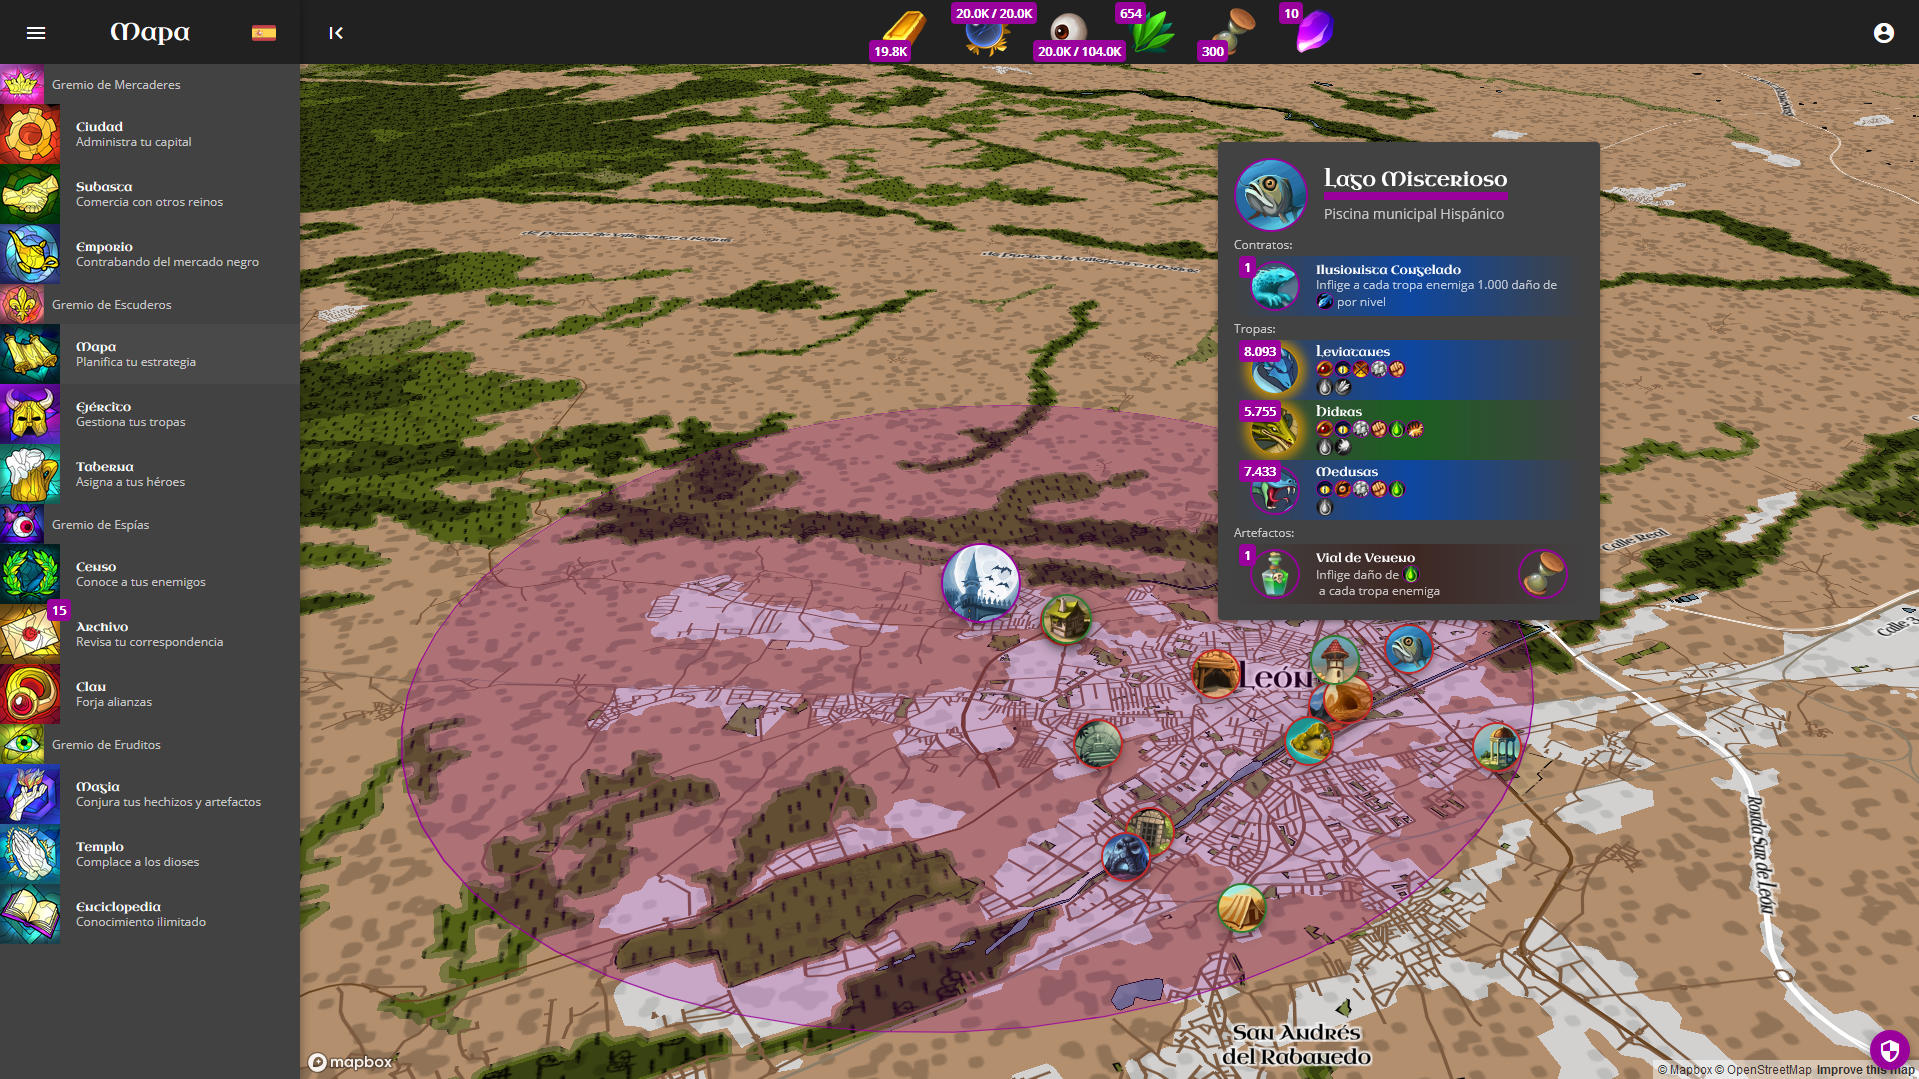 Mapa
19.8K
20.0K / 20.0K
20.0K / 104.0K
654
300
10
Gremio de Mercaderes
Ciudad
Administra tu capital
Subasta
Comercia con otros reinos
Emporio
Contrabando del mercado negro
Gremio de Escuderos
Mapa
Planifica tu estrategia
Ejército
Gestiona tus tropas
Taberna
Asigna a tus héroes
Gremio de Espías
Censo
Conoce a tus enemigos
15
Archivo
Revisa tu correspondencia
Clan
Forja alianzas
Gremio de Eruditos
Magia
Conjura tus hechizos y artefactos
Templo
Complace a los dioses
Enciclopedia
Conocimiento ilimitado
Lago Misterioso
Piscina municipal Hispánico
Contratos:
1
Ilusionista Congelado
Inflige a cada tropa enemiga 1.000 daño de
por nivel
Tropas:
8.093
Leviatanes
5.755
Hidras
7.433
Medusas
Artefactos:
1
Vial de Veneno
Inflige daño de
a cada tropa enemiga
Calle Real
León
Ronda Sur de León
San Andrés
del Rabanedo
mapbox
© Mapbox © OpenStreetMap Improve this map